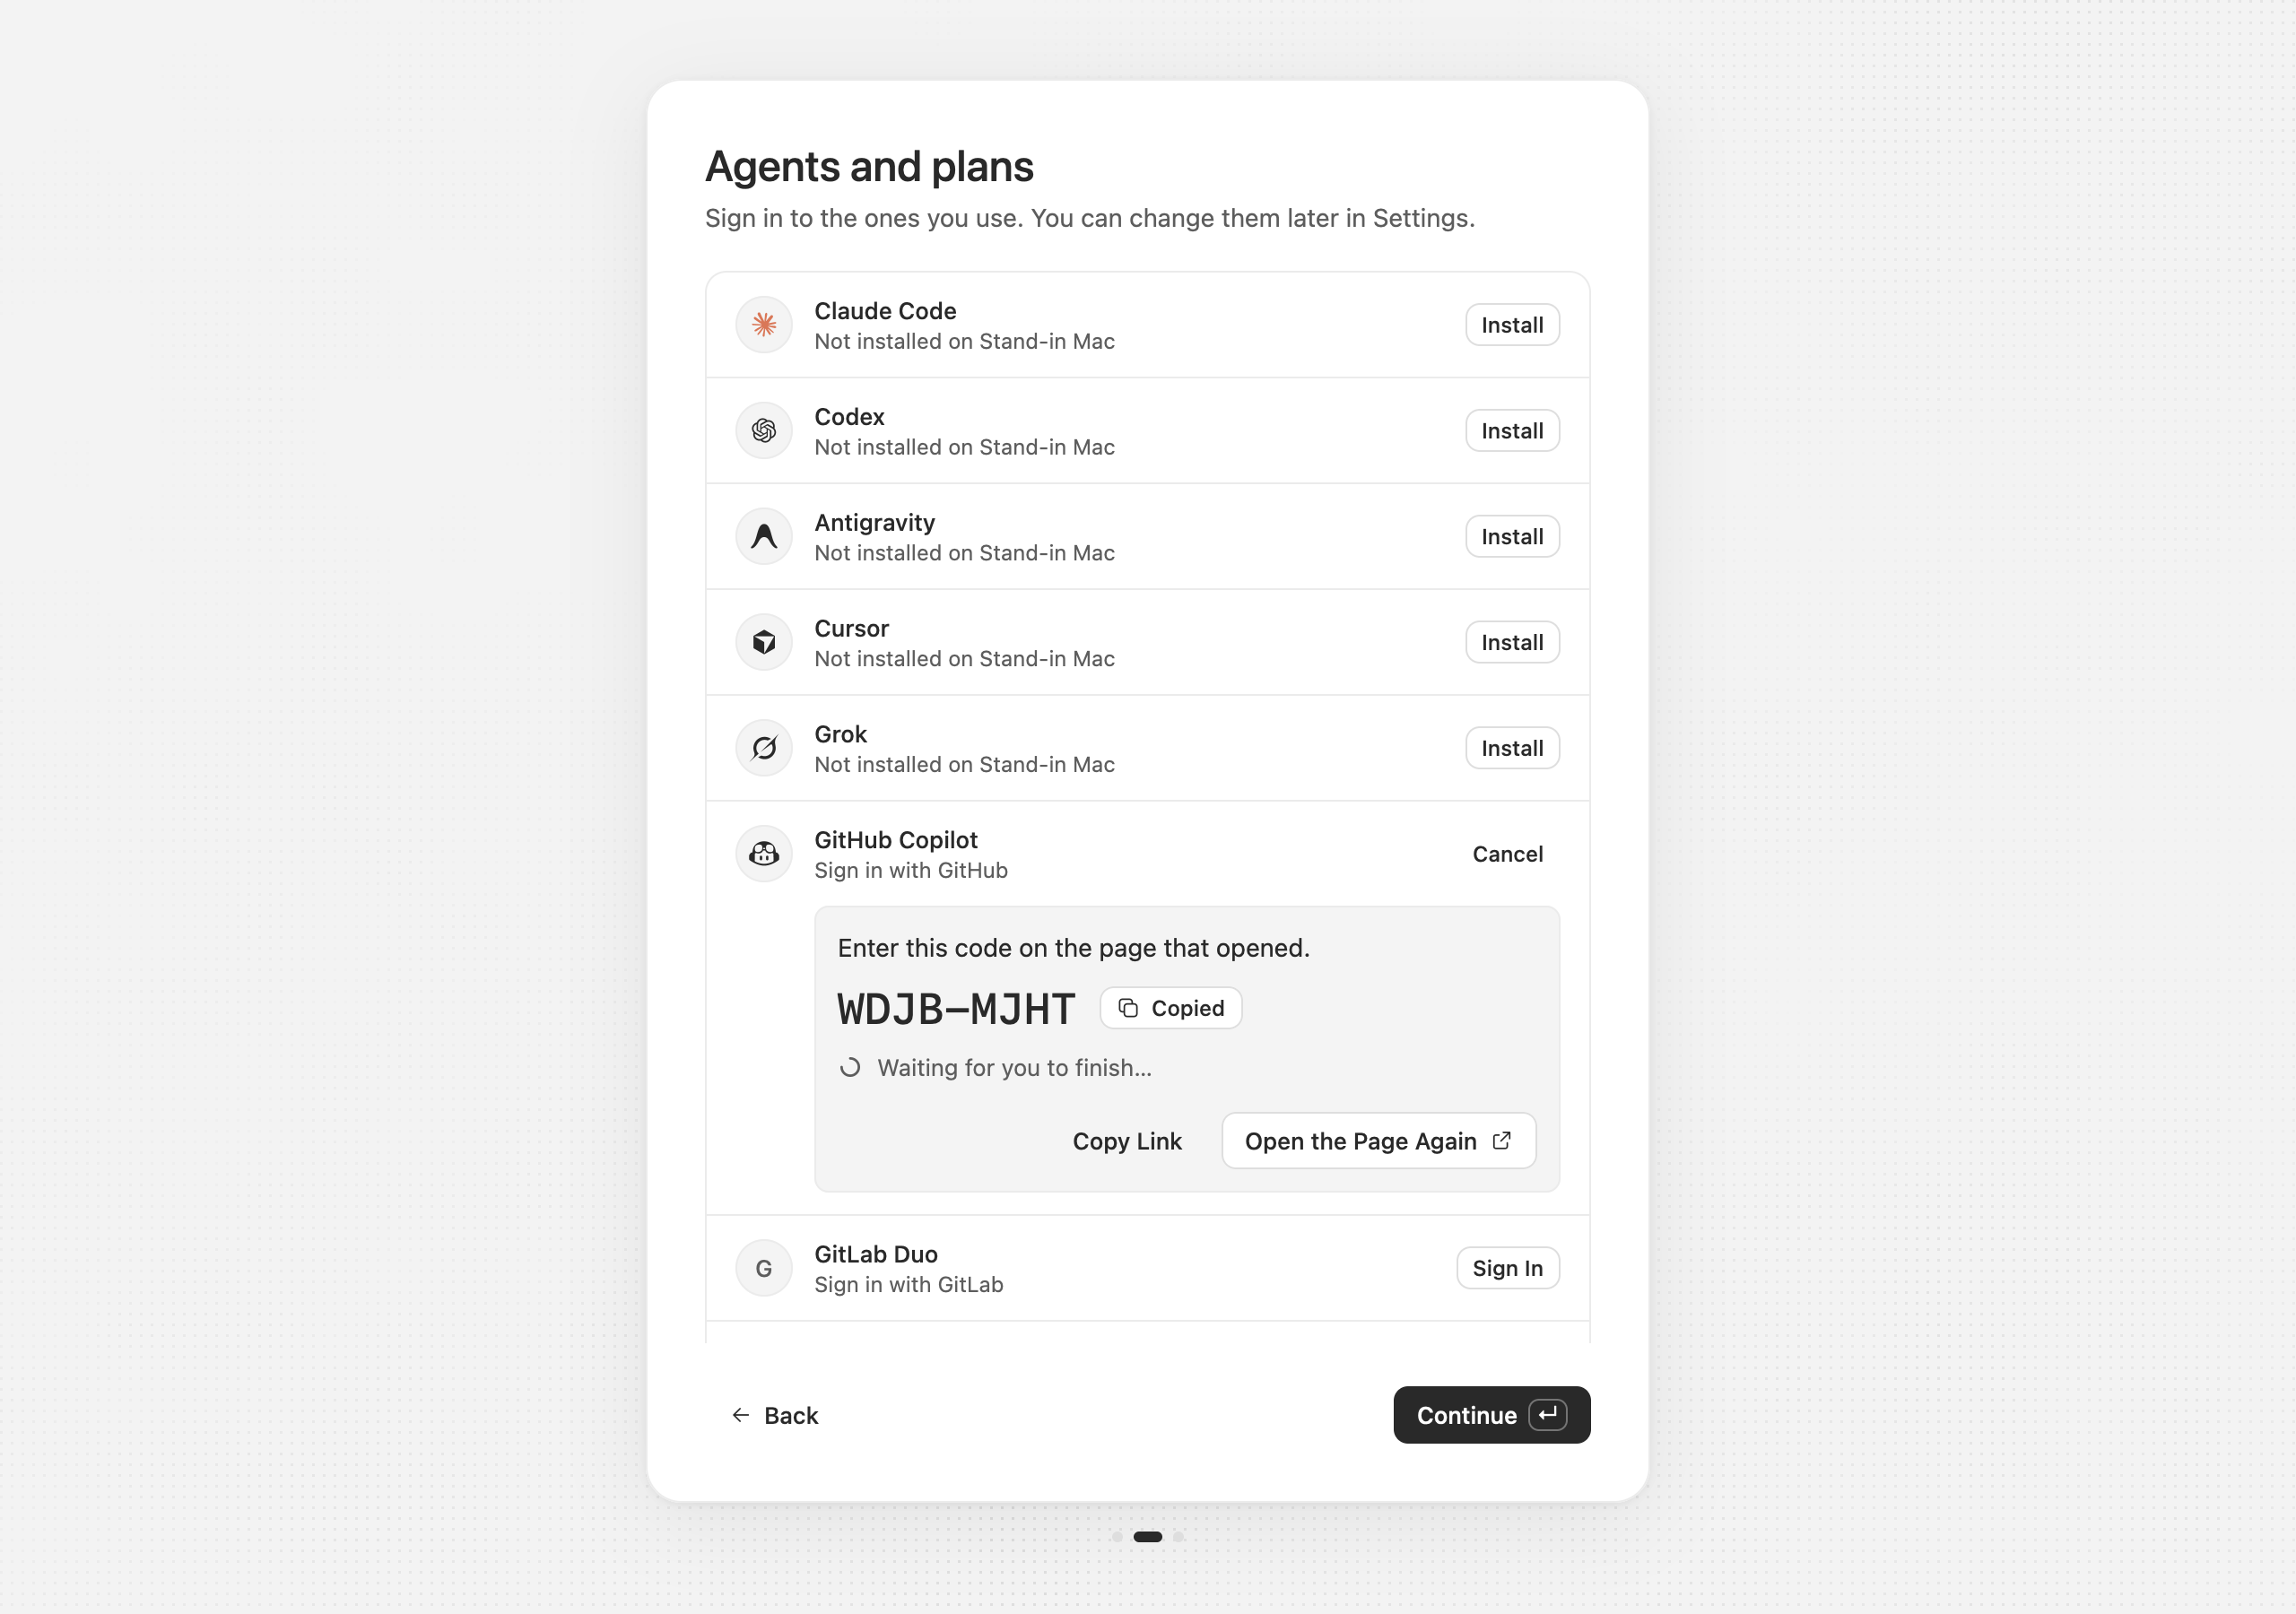 Agents and plans
Sign in to the ones you use. You can change them later in Settings.
Claude Code
Not installed on Stand-in Mac
Install
Codex
Not installed on Stand-in Mac
Install
Antigravity
Not installed on Stand-in Mac
Install
Cursor
Not installed on Stand-in Mac
Install
Grok
Not installed on Stand-in Mac
Install
GitHub Copilot
Sign in with GitHub
Cancel
Enter this code on the page that opened.
WDJB–MJHT
Copied
Waiting for you to finish...
Copy Link
Open the Page Again
G
GitLab Duo
Sign in with GitLab
Sign In
Back
Continue